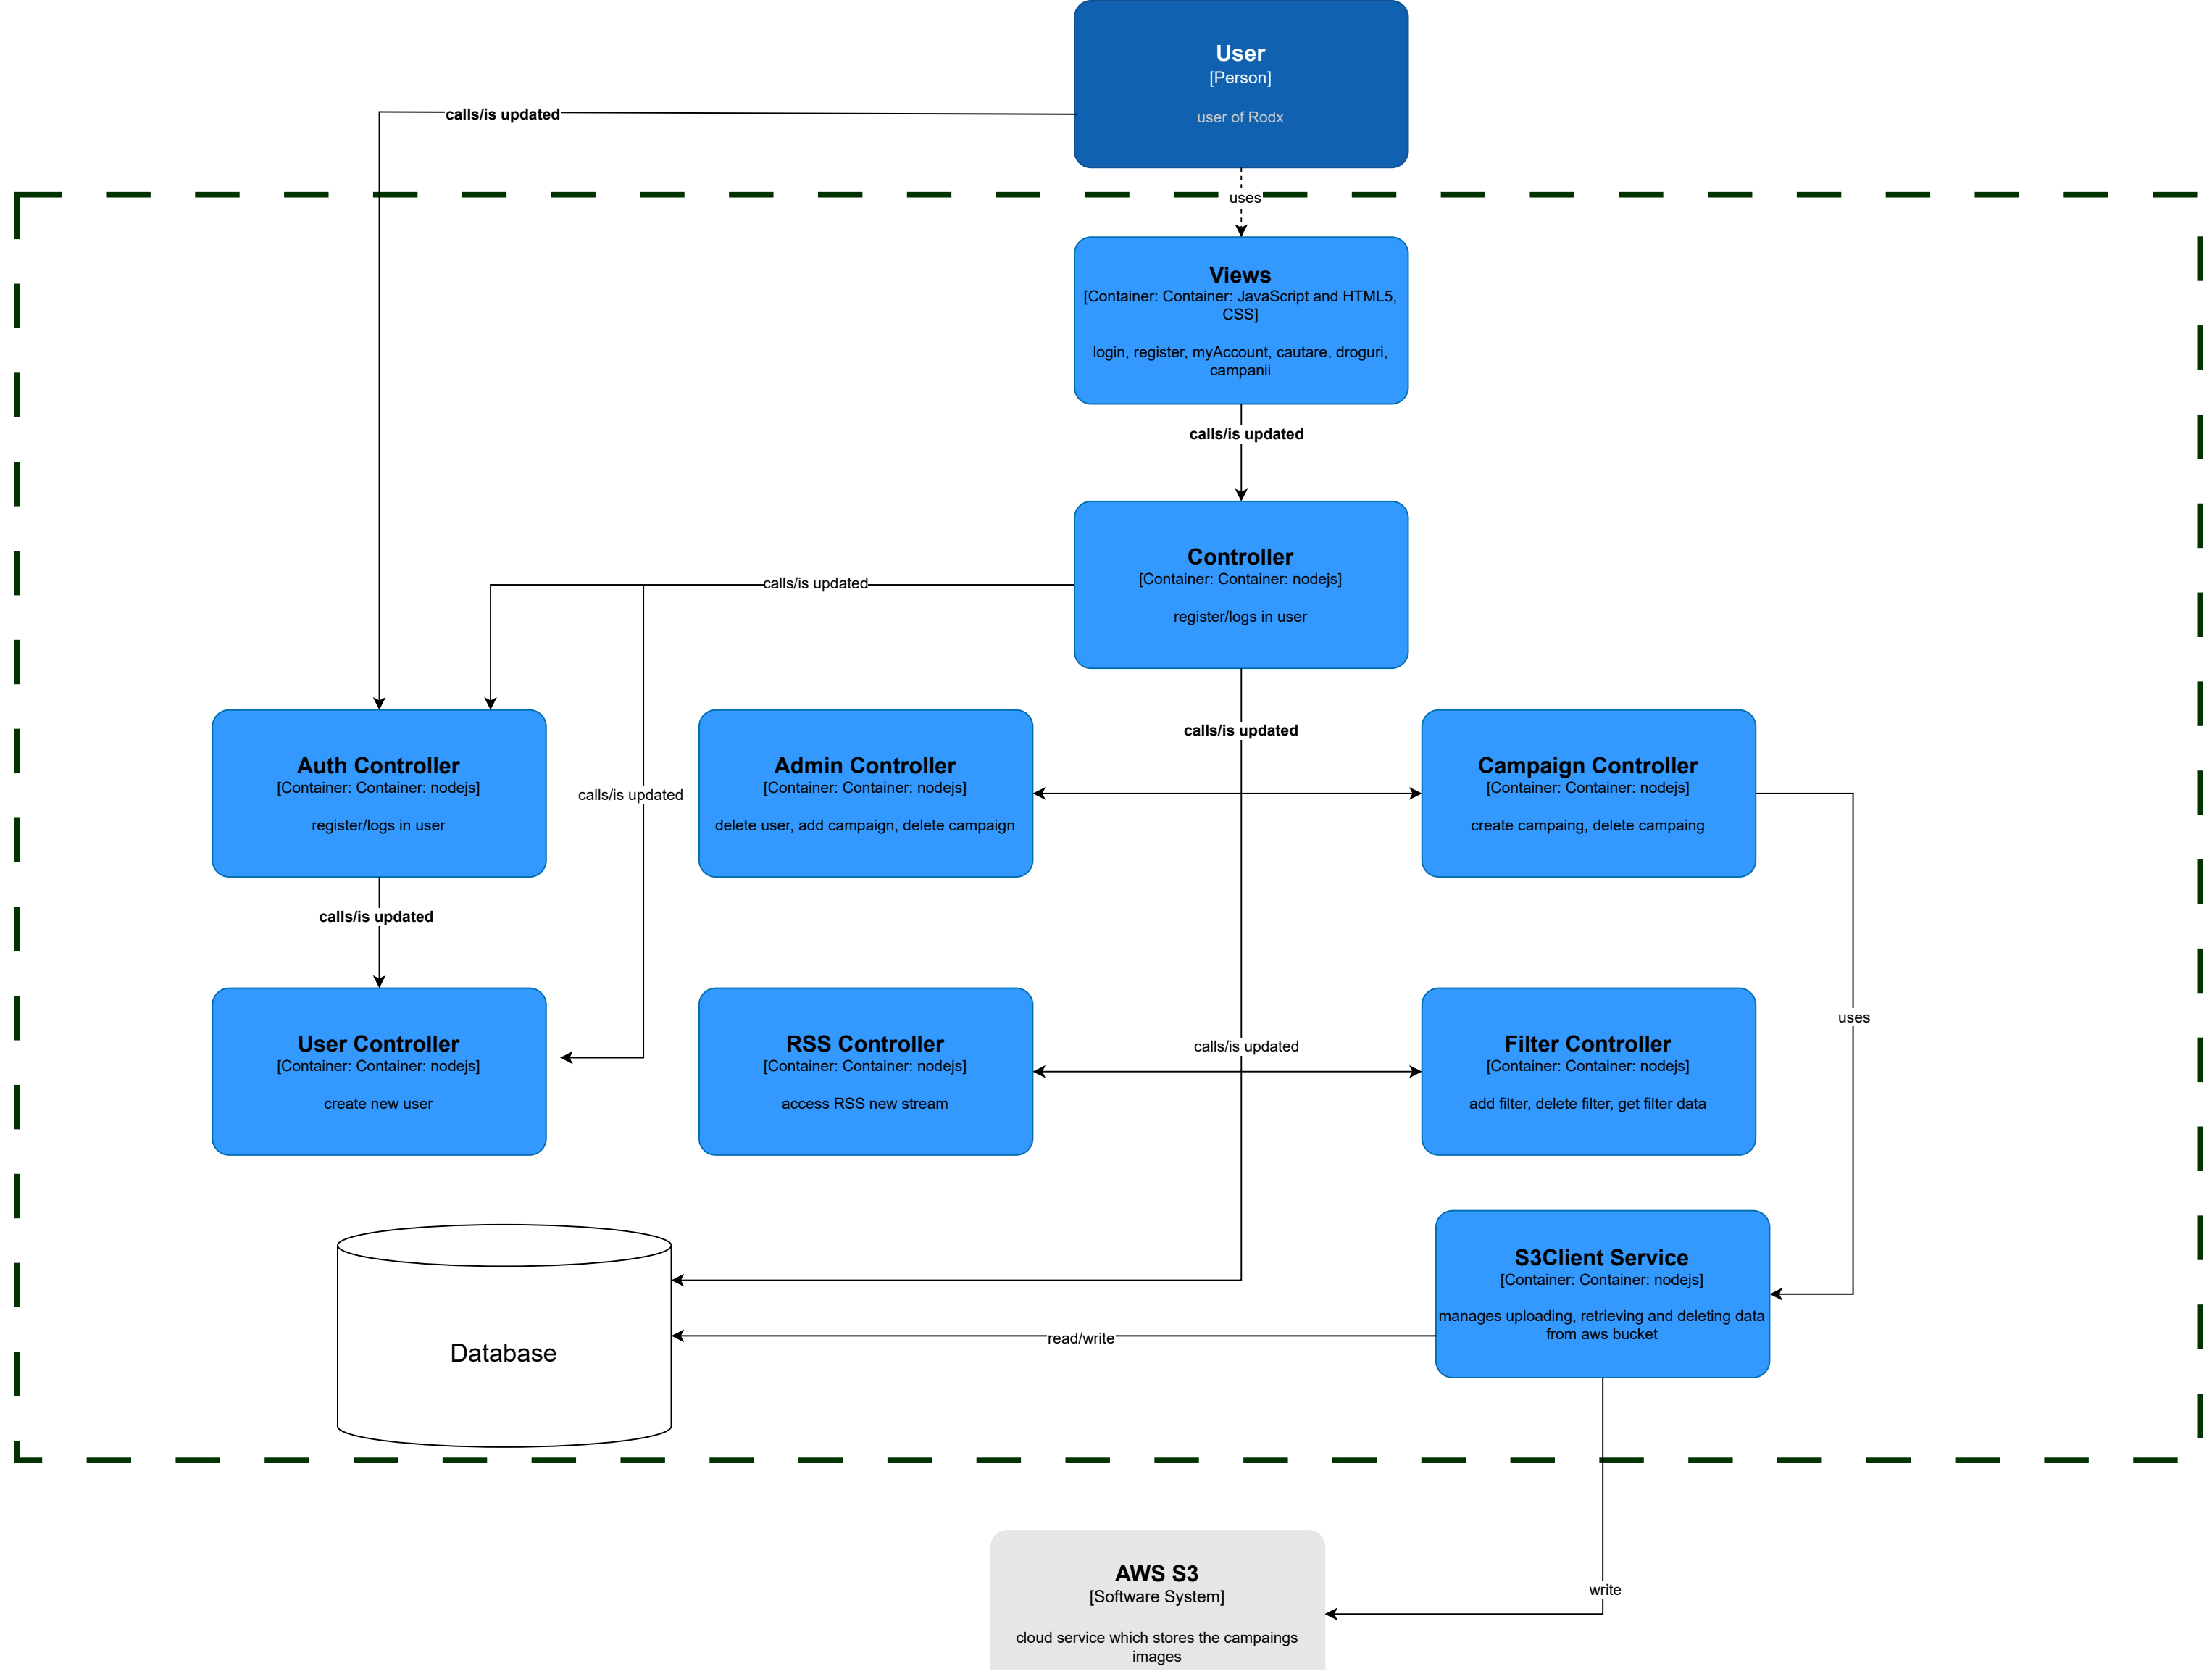 User
[Person]
user of Rodx
calls/is updated
uses
Views
[Container: Container: JavaScript and HTML5,
CSS]
login, register, myAccount, cautare, droguri,
campanii
calls/is updated
Controller
[Container: Container: nodejs]
register/logs in user
calls/is updated
calls/is updated
Auth Controller
[Container: Container: nodejs]
register/logs in user
calls/is updated
Admin Controller
[Container: Container: nodejs]
delete user, add campaign, delete campaign
Campaign Controller
[Container: Container: nodejs]
create campaing, delete campaing
calls/is updated
uses
User Controller
[Container: Container: nodejs]
create new user
RSS Controller
[Container: Container: nodejs]
access RSS new stream
calls/is updated
Filter Controller
[Container: Container: nodejs]
add filter, delete filter, get filter data
S3Client Service
[Container: Container: nodejs]
manages uploading, retrieving and deleting data
from aws bucket
Database
read/write
write
AWS S3
[Software System]
cloud service which stores the campaings
images